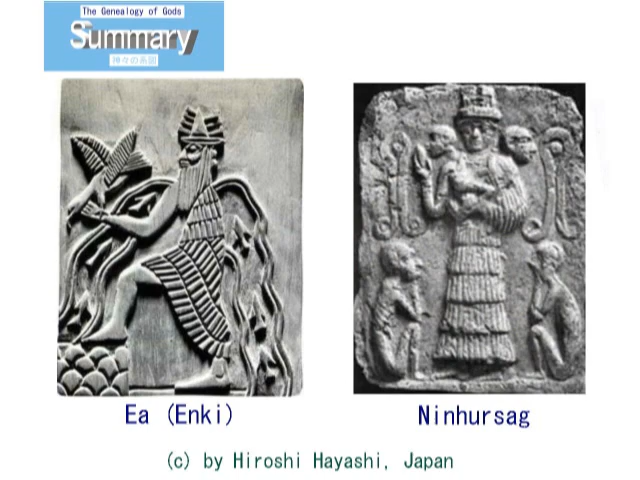 The Genealogy of Gods
Summary
神々の系図
Ea (Enki)
Ninhursag
(c) by Hiroshi Hayashi, Japan